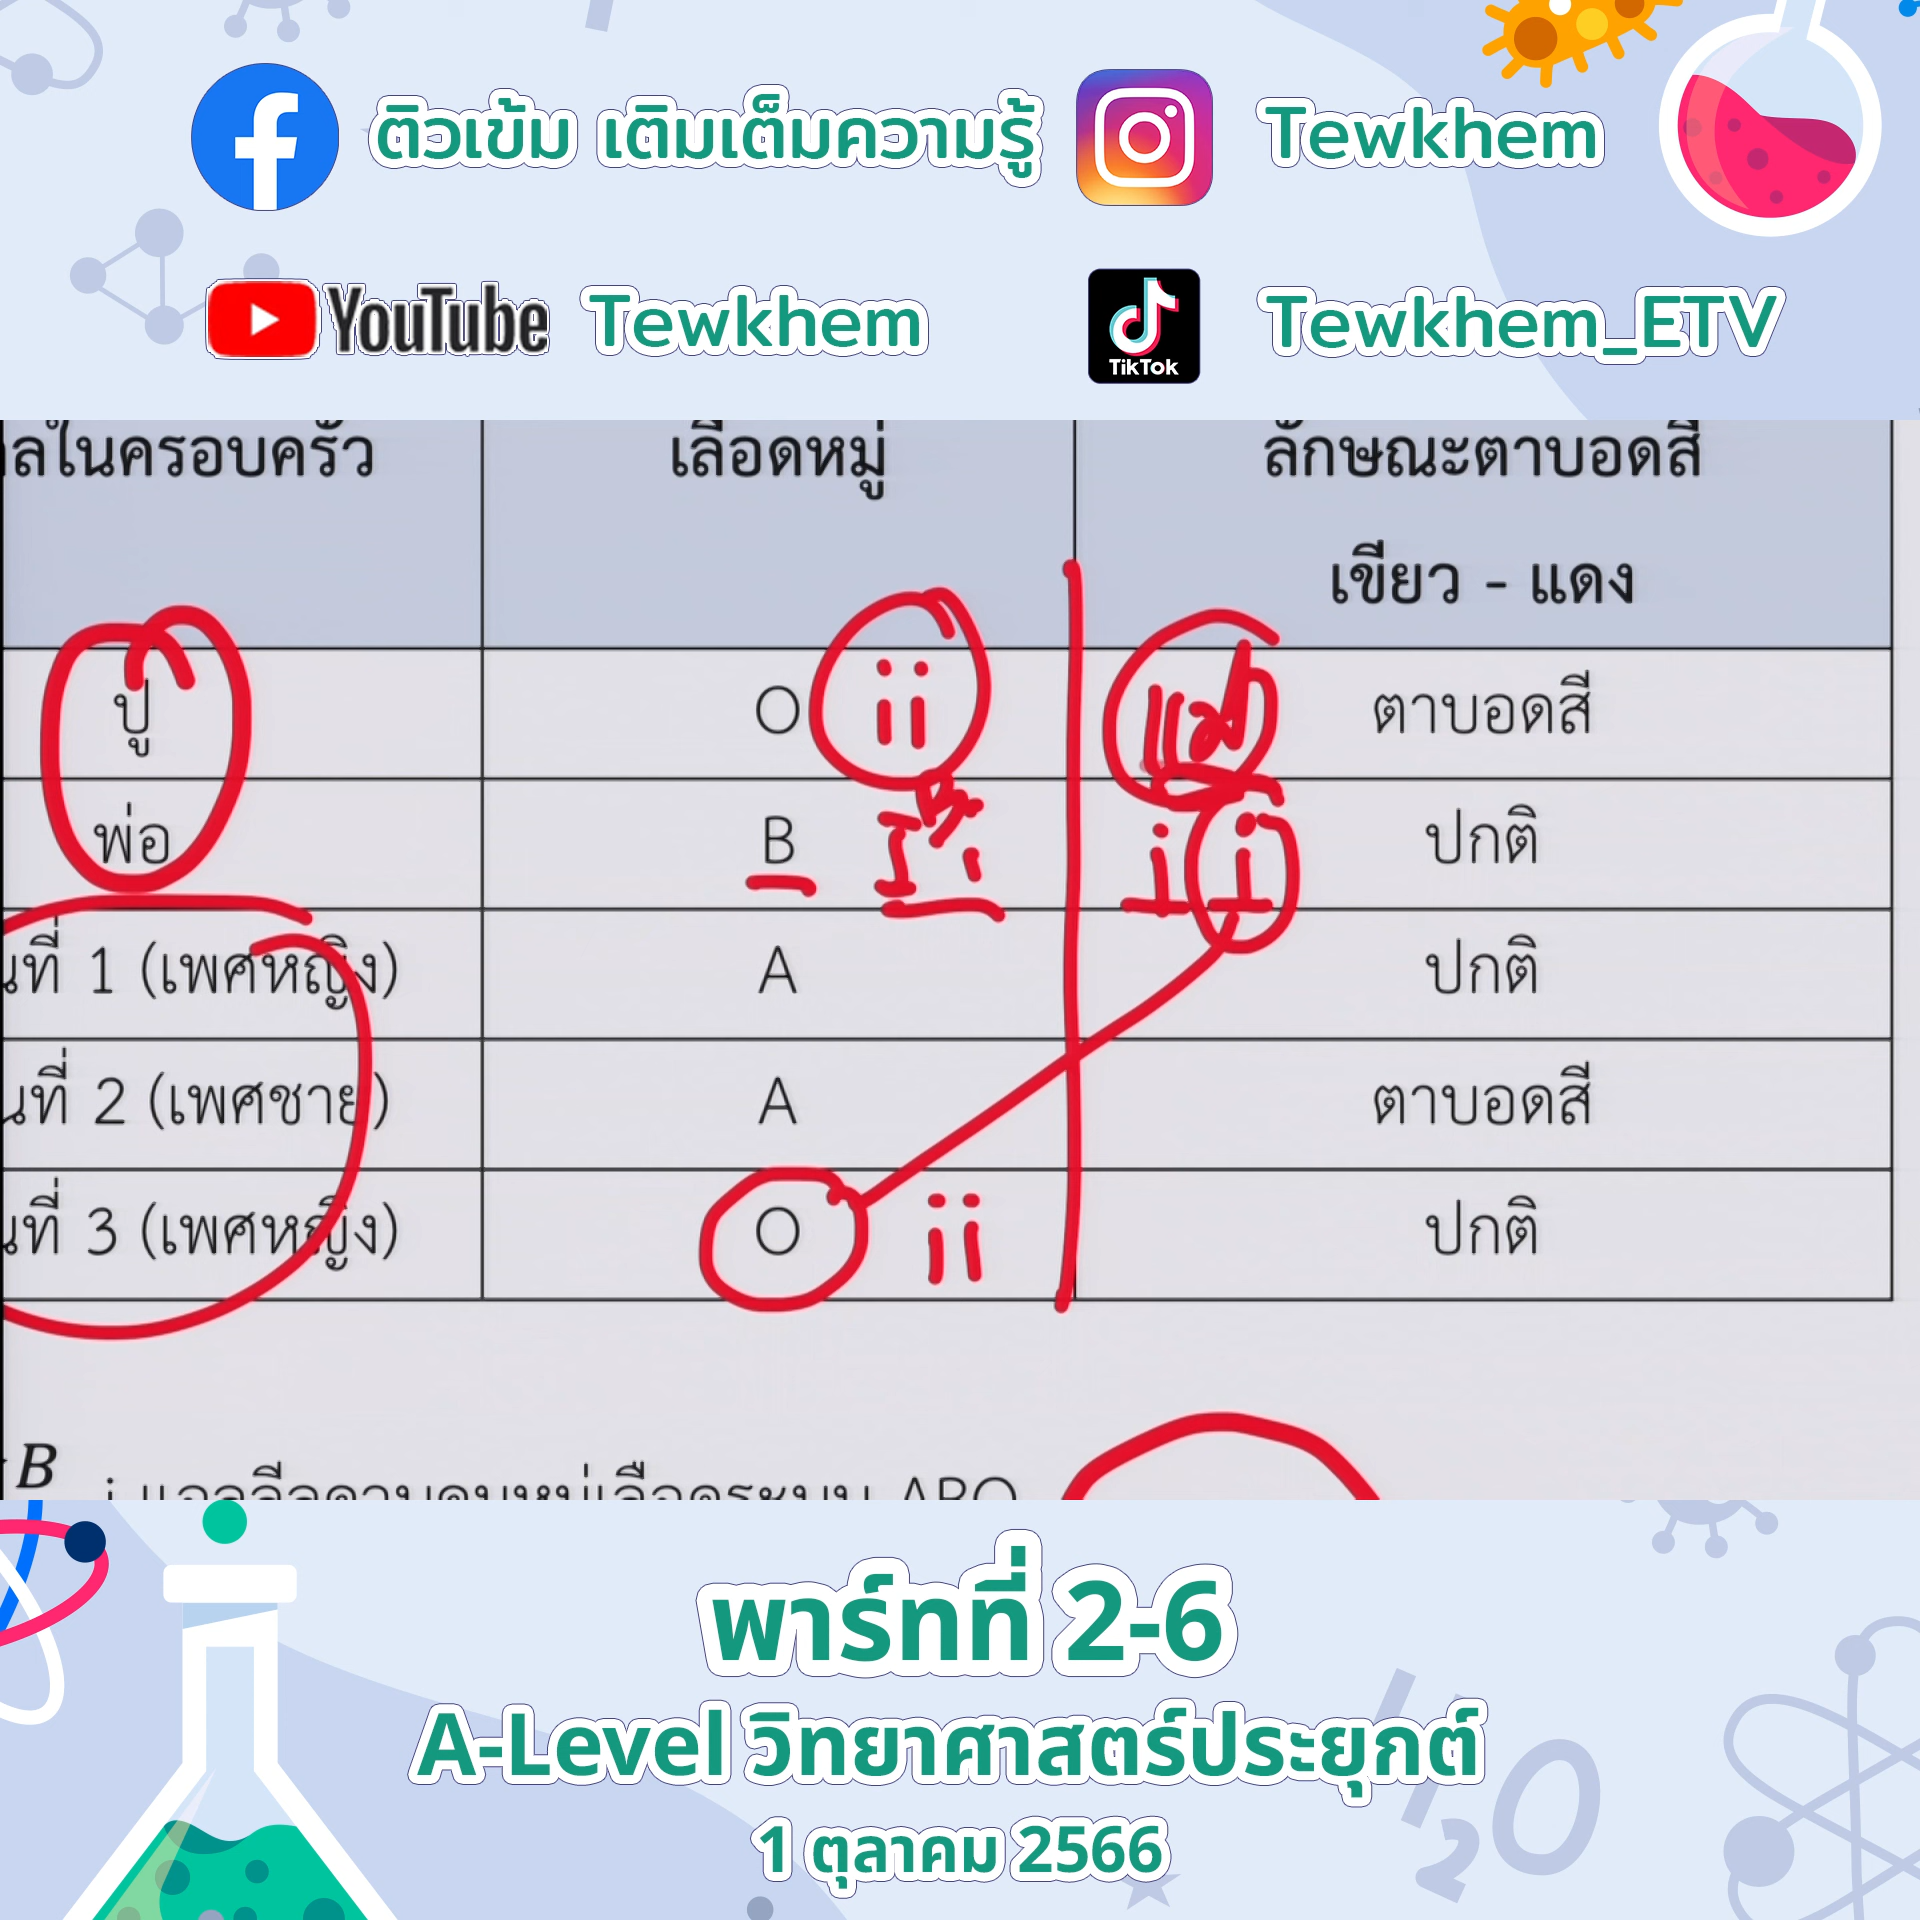 ติวเข้ม เติมเต็มความรู้
Tewkhem
YouTube Tewkhem
TikTok
Tewkhem_ETV
ลในครอบครัว เลือดหมู่ ลักษณะตาบอดสี
เขียว - แดง
ปู่ O ii ตาบอดสี
พ่อ B Iᴮi ii ปกติ
นที่ 1 (เพศหญิง) A ปกติ
นที่ 2 (เพศชาย) A ตาบอดสี
นที่ 3 (เพศหญิง) O ii ปกติ
B
พาร์ทที่ 2-6
A-Level วิทยาศาสตร์ประยุกต์
1 ตุลาคม 2566
H2O